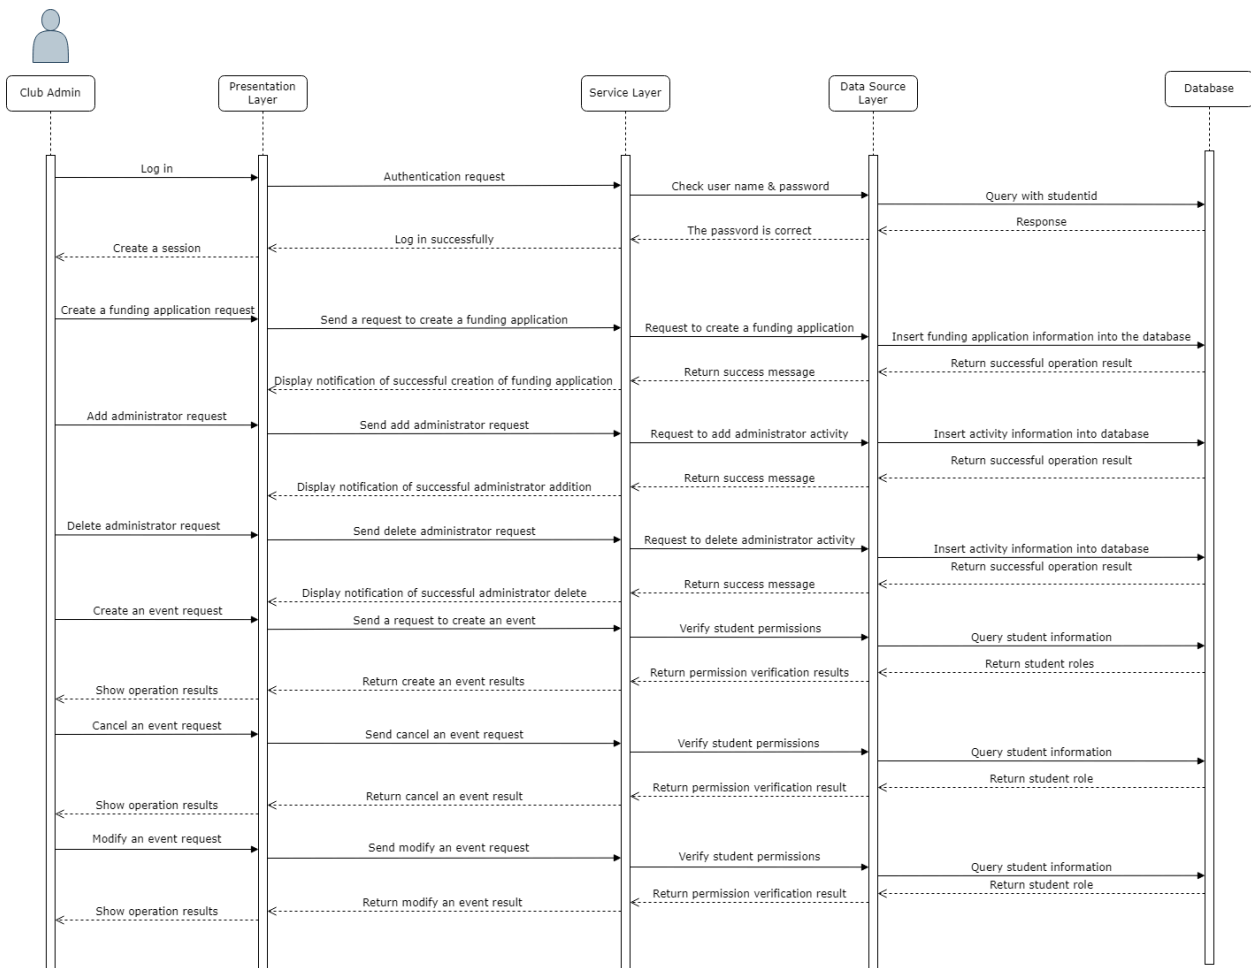 Club Admin
Presentation
Layer
Service Layer
Data Source
Layer
Database
Log in
Authentication request
Check user name & password
Query with studentid
Response
The pasvord is correct
Log in successfully
Create a session
Create a funding application request
Send a request to create a funding application
Request to create a funding application
Insert funding application information into the database
Return successful operation result
Return success message
Display notification of successful creation of funding application
Add administrator request
Send add administrator request
Request to add administrator activity
Insert activity information into database
Return successful operation result
Return success message
Display notification of successful administrator addition
Delete administrator request
Send delete administrator request
Request to delete administrator activity
Insert activity information into database
Return successful operation result
Return success message
Display notification of successful administrator delete
Create an event request
Send a request to create an event
Verify student permissions
Query student information
Return student roles
Return permission verification results
Return create an event results
Show operation results
Cancel an event request
Send cancel an event request
Verify student permissions
Query student information
Return student role
Return permission verification result
Return cancel an event result
Show operation results
Modify an event request
Send modify an event request
Verify student permissions
Query student information
Return student role
Return permission verification result
Return modify an event result
Show operation results